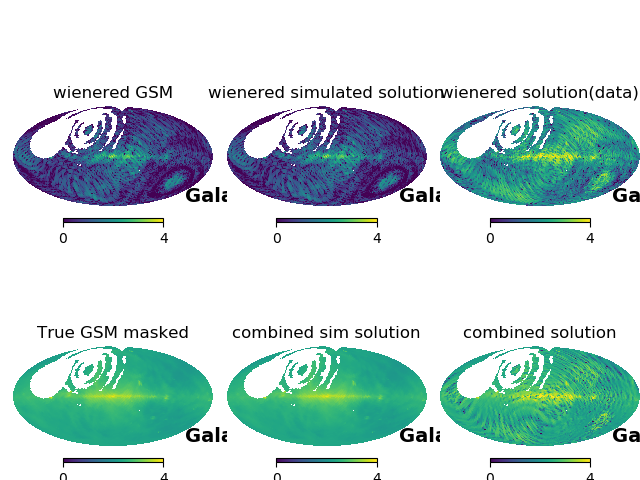 wienered GSM
wienered simulated solution
wienered solution(data)
Gala
Gala
Ga
0 4
0 4
0 4
True GSM masked
combined sim solution
combined solution
Gala
Gala
Ga
0 4
0 4
0 4